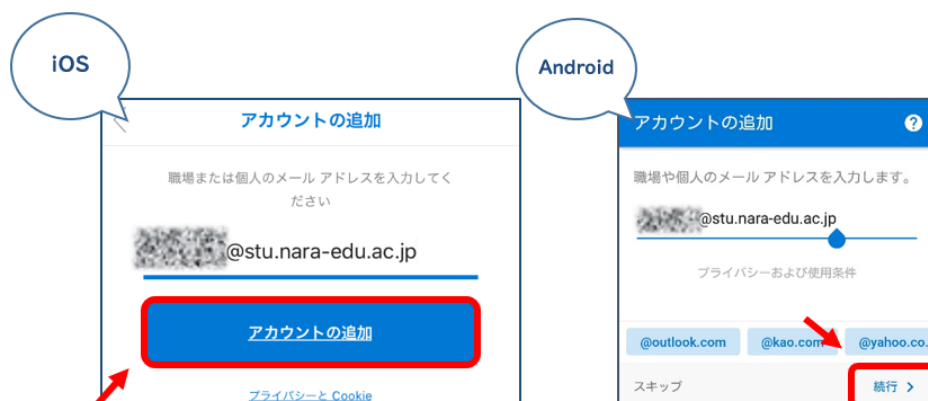 iOS
アカウントの追加
職場または個人のメール アドレスを入力してく
ださい
@stu.nara-edu.ac.jp
アカウントの追加
プライバシーと Cookie
Android
アカウントの追加
?
職場や個人のメール アドレスを入力します。
@stu.nara-edu.ac.jp
プライバシーおよび使用条件
@outlook.com
@kao.com
@yahoo.co.
スキップ
続行 >